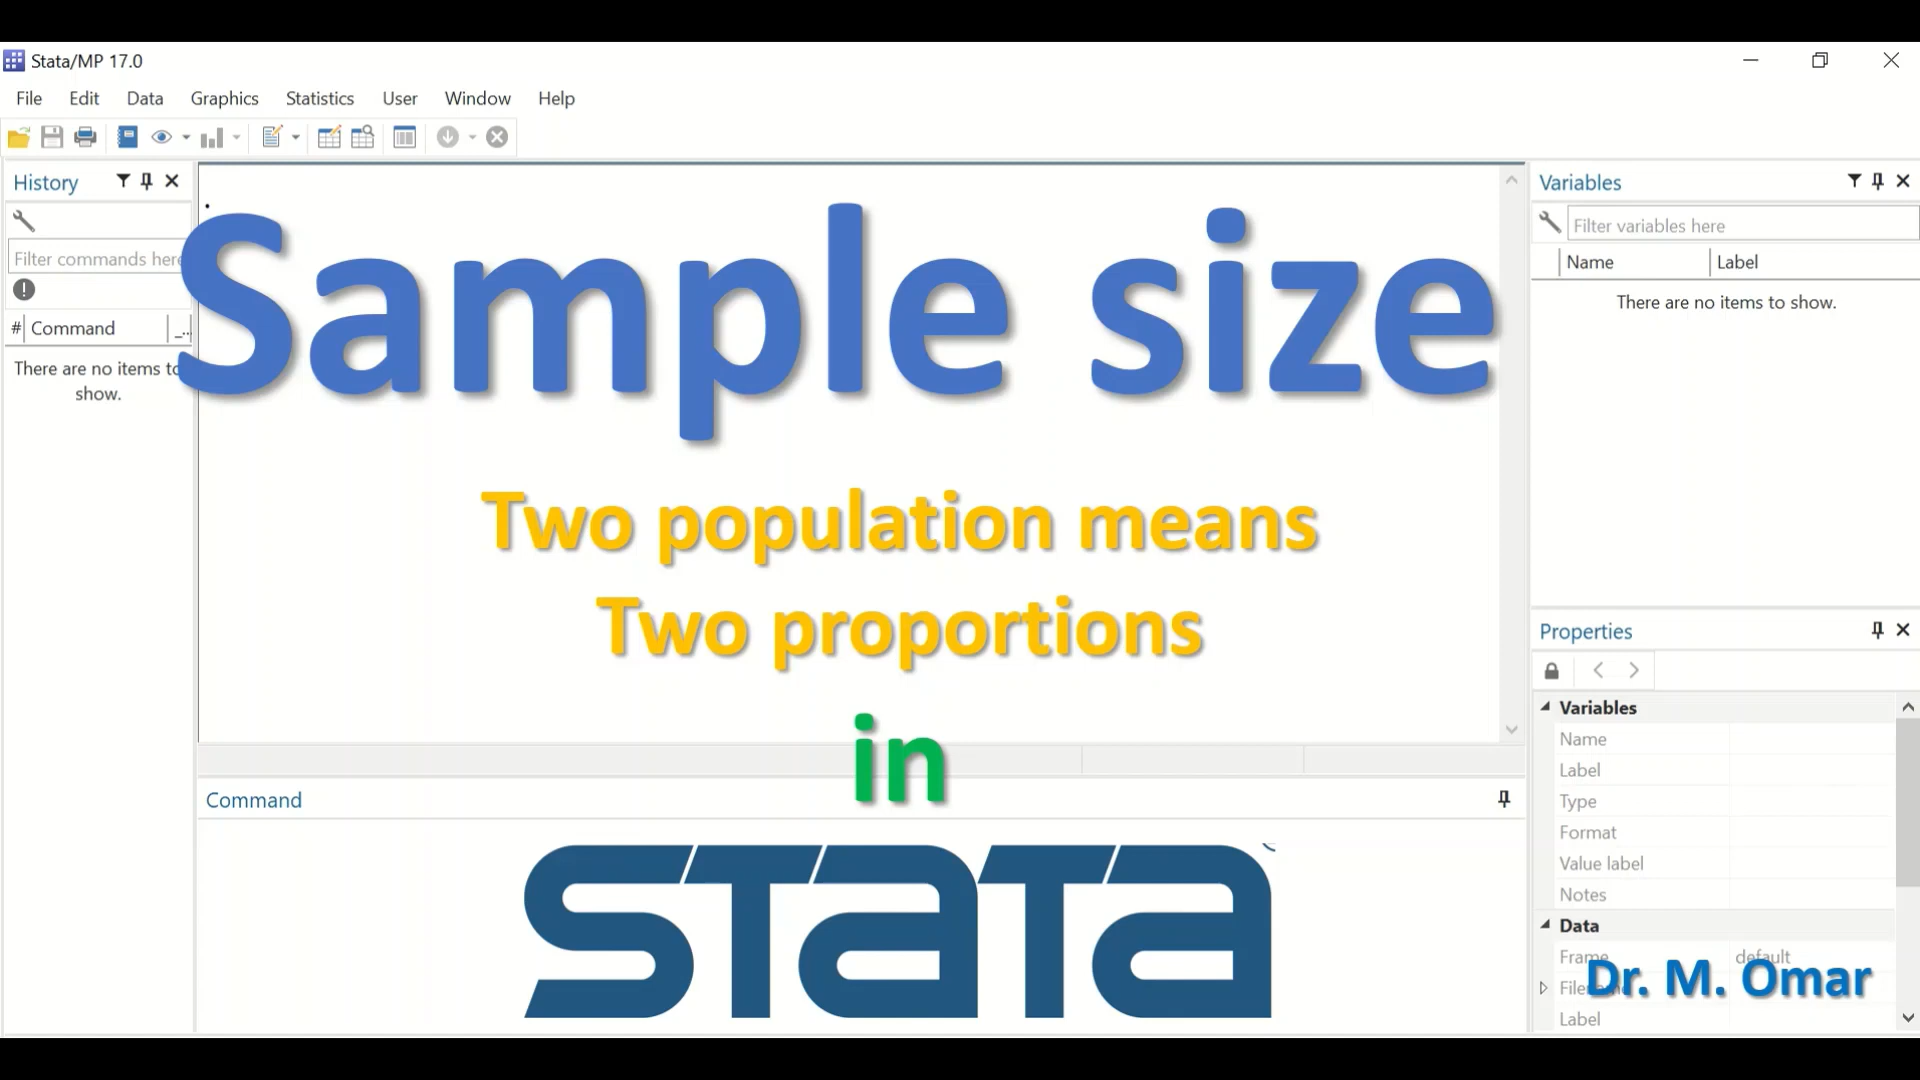 Stata/MP 17.0
File Edit Data Graphics Statistics User Window Help
History
Filter commands here
# Command _..
There are no items to
show.
.
Sample size
Two population means
Two proportions
in
Command
STATA
Variables
Filter variables here
Name Label
There are no items to show.
Properties
Variables
Name
Label
Type
Format
Value label
Notes
Data
Frame default
Dr. M. Omar
Label